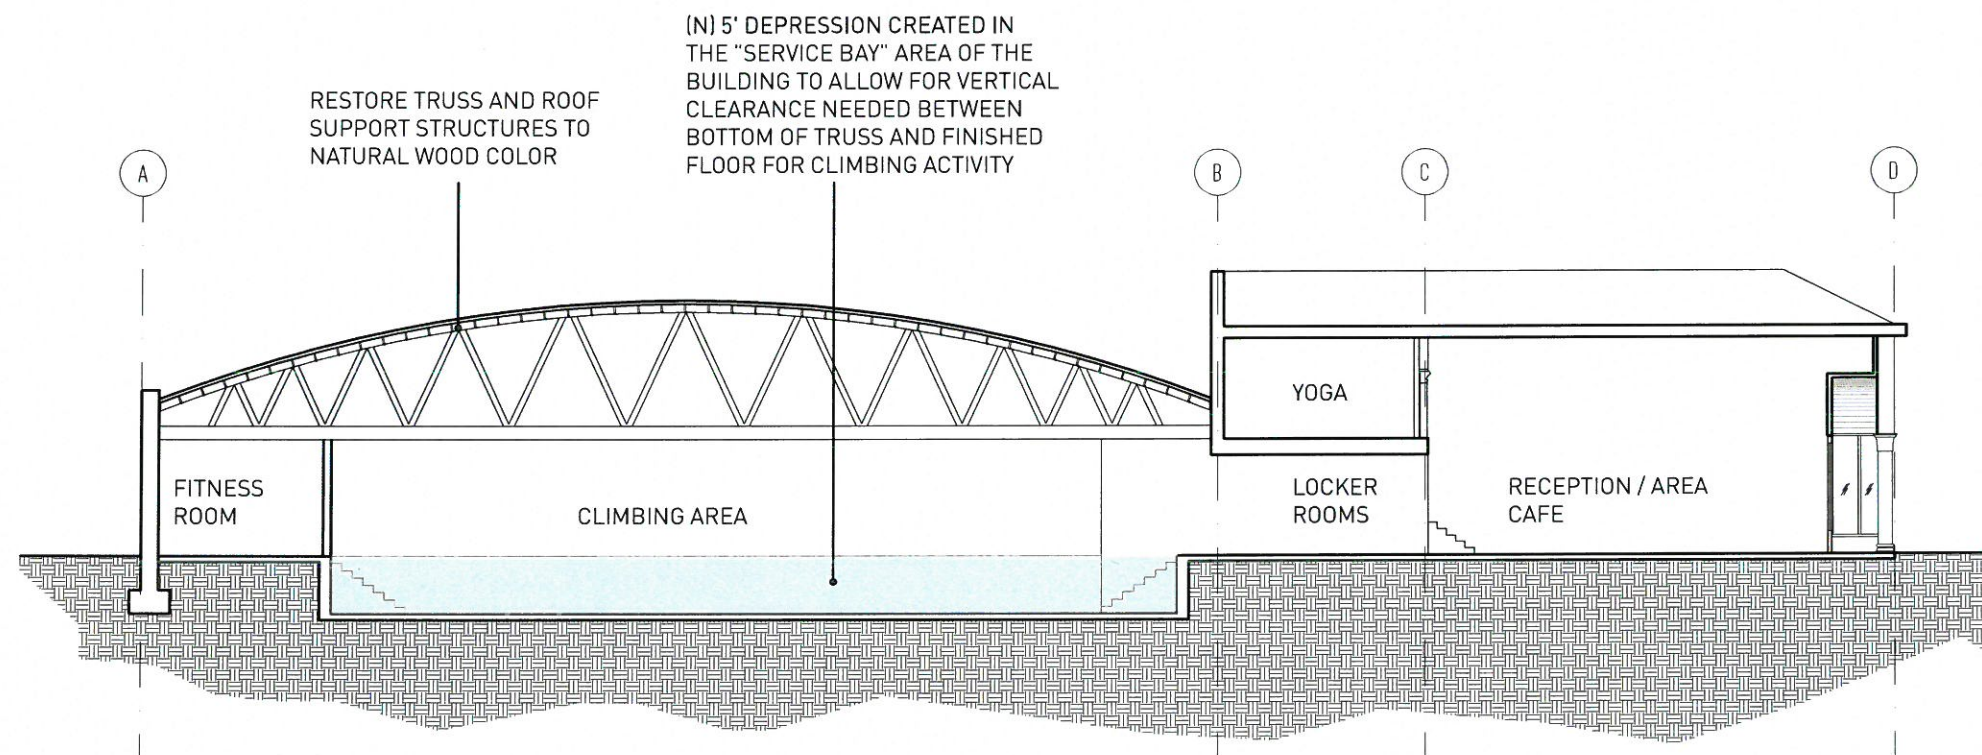 (N) 5' DEPRESSION CREATED IN
THE "SERVICE BAY" AREA OF THE
BUILDING TO ALLOW FOR VERTICAL
CLEARANCE NEEDED BETWEEN
BOTTOM OF TRUSS AND FINISHED
FLOOR FOR CLIMBING ACTIVITY
RESTORE TRUSS AND ROOF
SUPPORT STRUCTURES TO
NATURAL WOOD COLOR
A
B
C
D
YOGA
FITNESS
ROOM
CLIMBING AREA
LOCKER
ROOMS
RECEPTION / AREA
CAFE